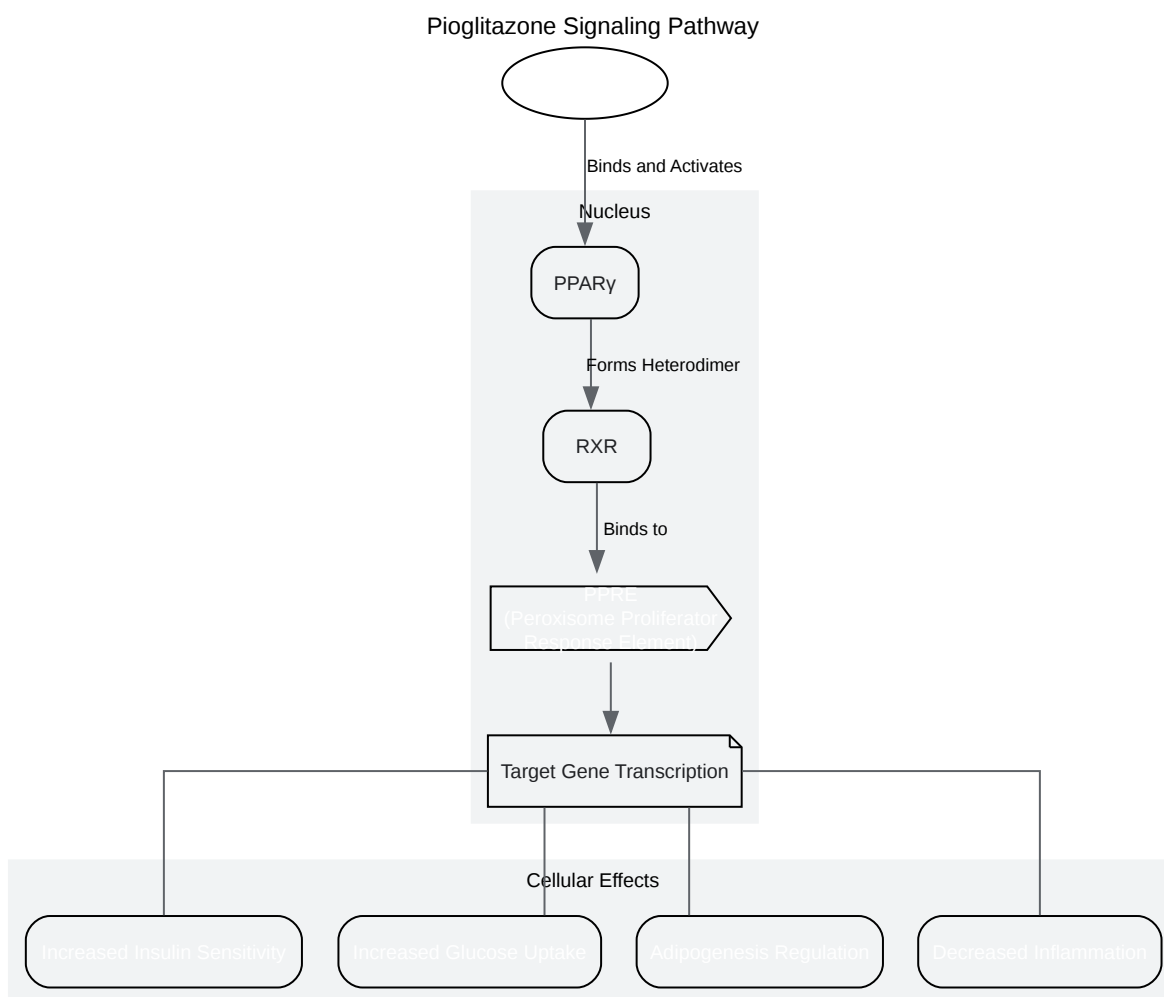 Pioglitazone Signaling Pathway
Binds and Activates
Nucleus
PPARγ
Forms Heterodimer
RXR
Binds to
PPRE
(Peroxisome Proliferator
Response Element)
Target Gene Transcription
Cellular Effects
Increased Insulin Sensitivity
Increased Glucose Uptake
Adipogenesis Regulation
Decreased Inflammation